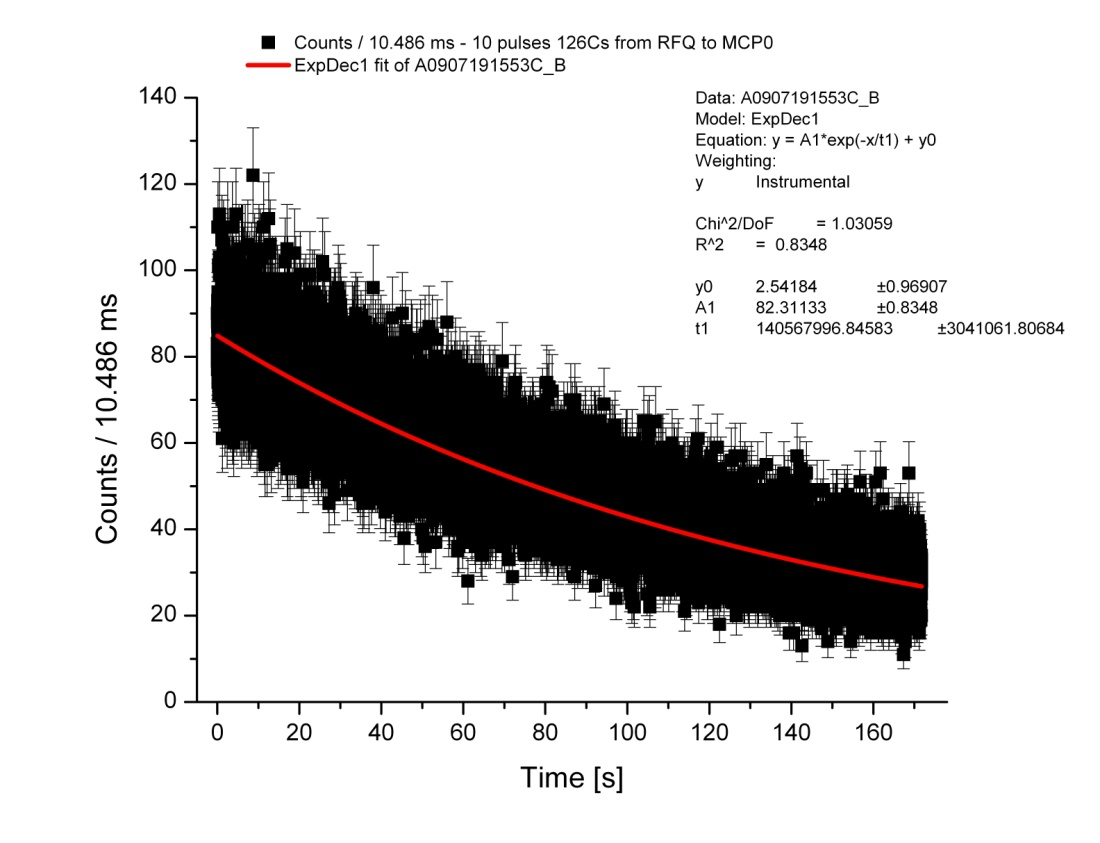 Counts / 10.486 ms - 10 pulses 126Cs from RFQ to MCP0
ExpDec1 fit of A0907191553C_B
Data: A0907191553C_B
Model: ExpDec1
Equation: y = A1*exp(-x/t1) + y0
Weighting:
y Instrumental
Chi^2/DoF = 1.03059
R^2 = 0.8348
y0 2.54184 ±0.96907
A1 82.31133 ±0.8348
t1 140567996.84583 ±3041061.80684
Counts / 10.486 ms
140
120
100
80
60
40
20
0
0 20 40 60 80 100 120 140 160
Time [s]